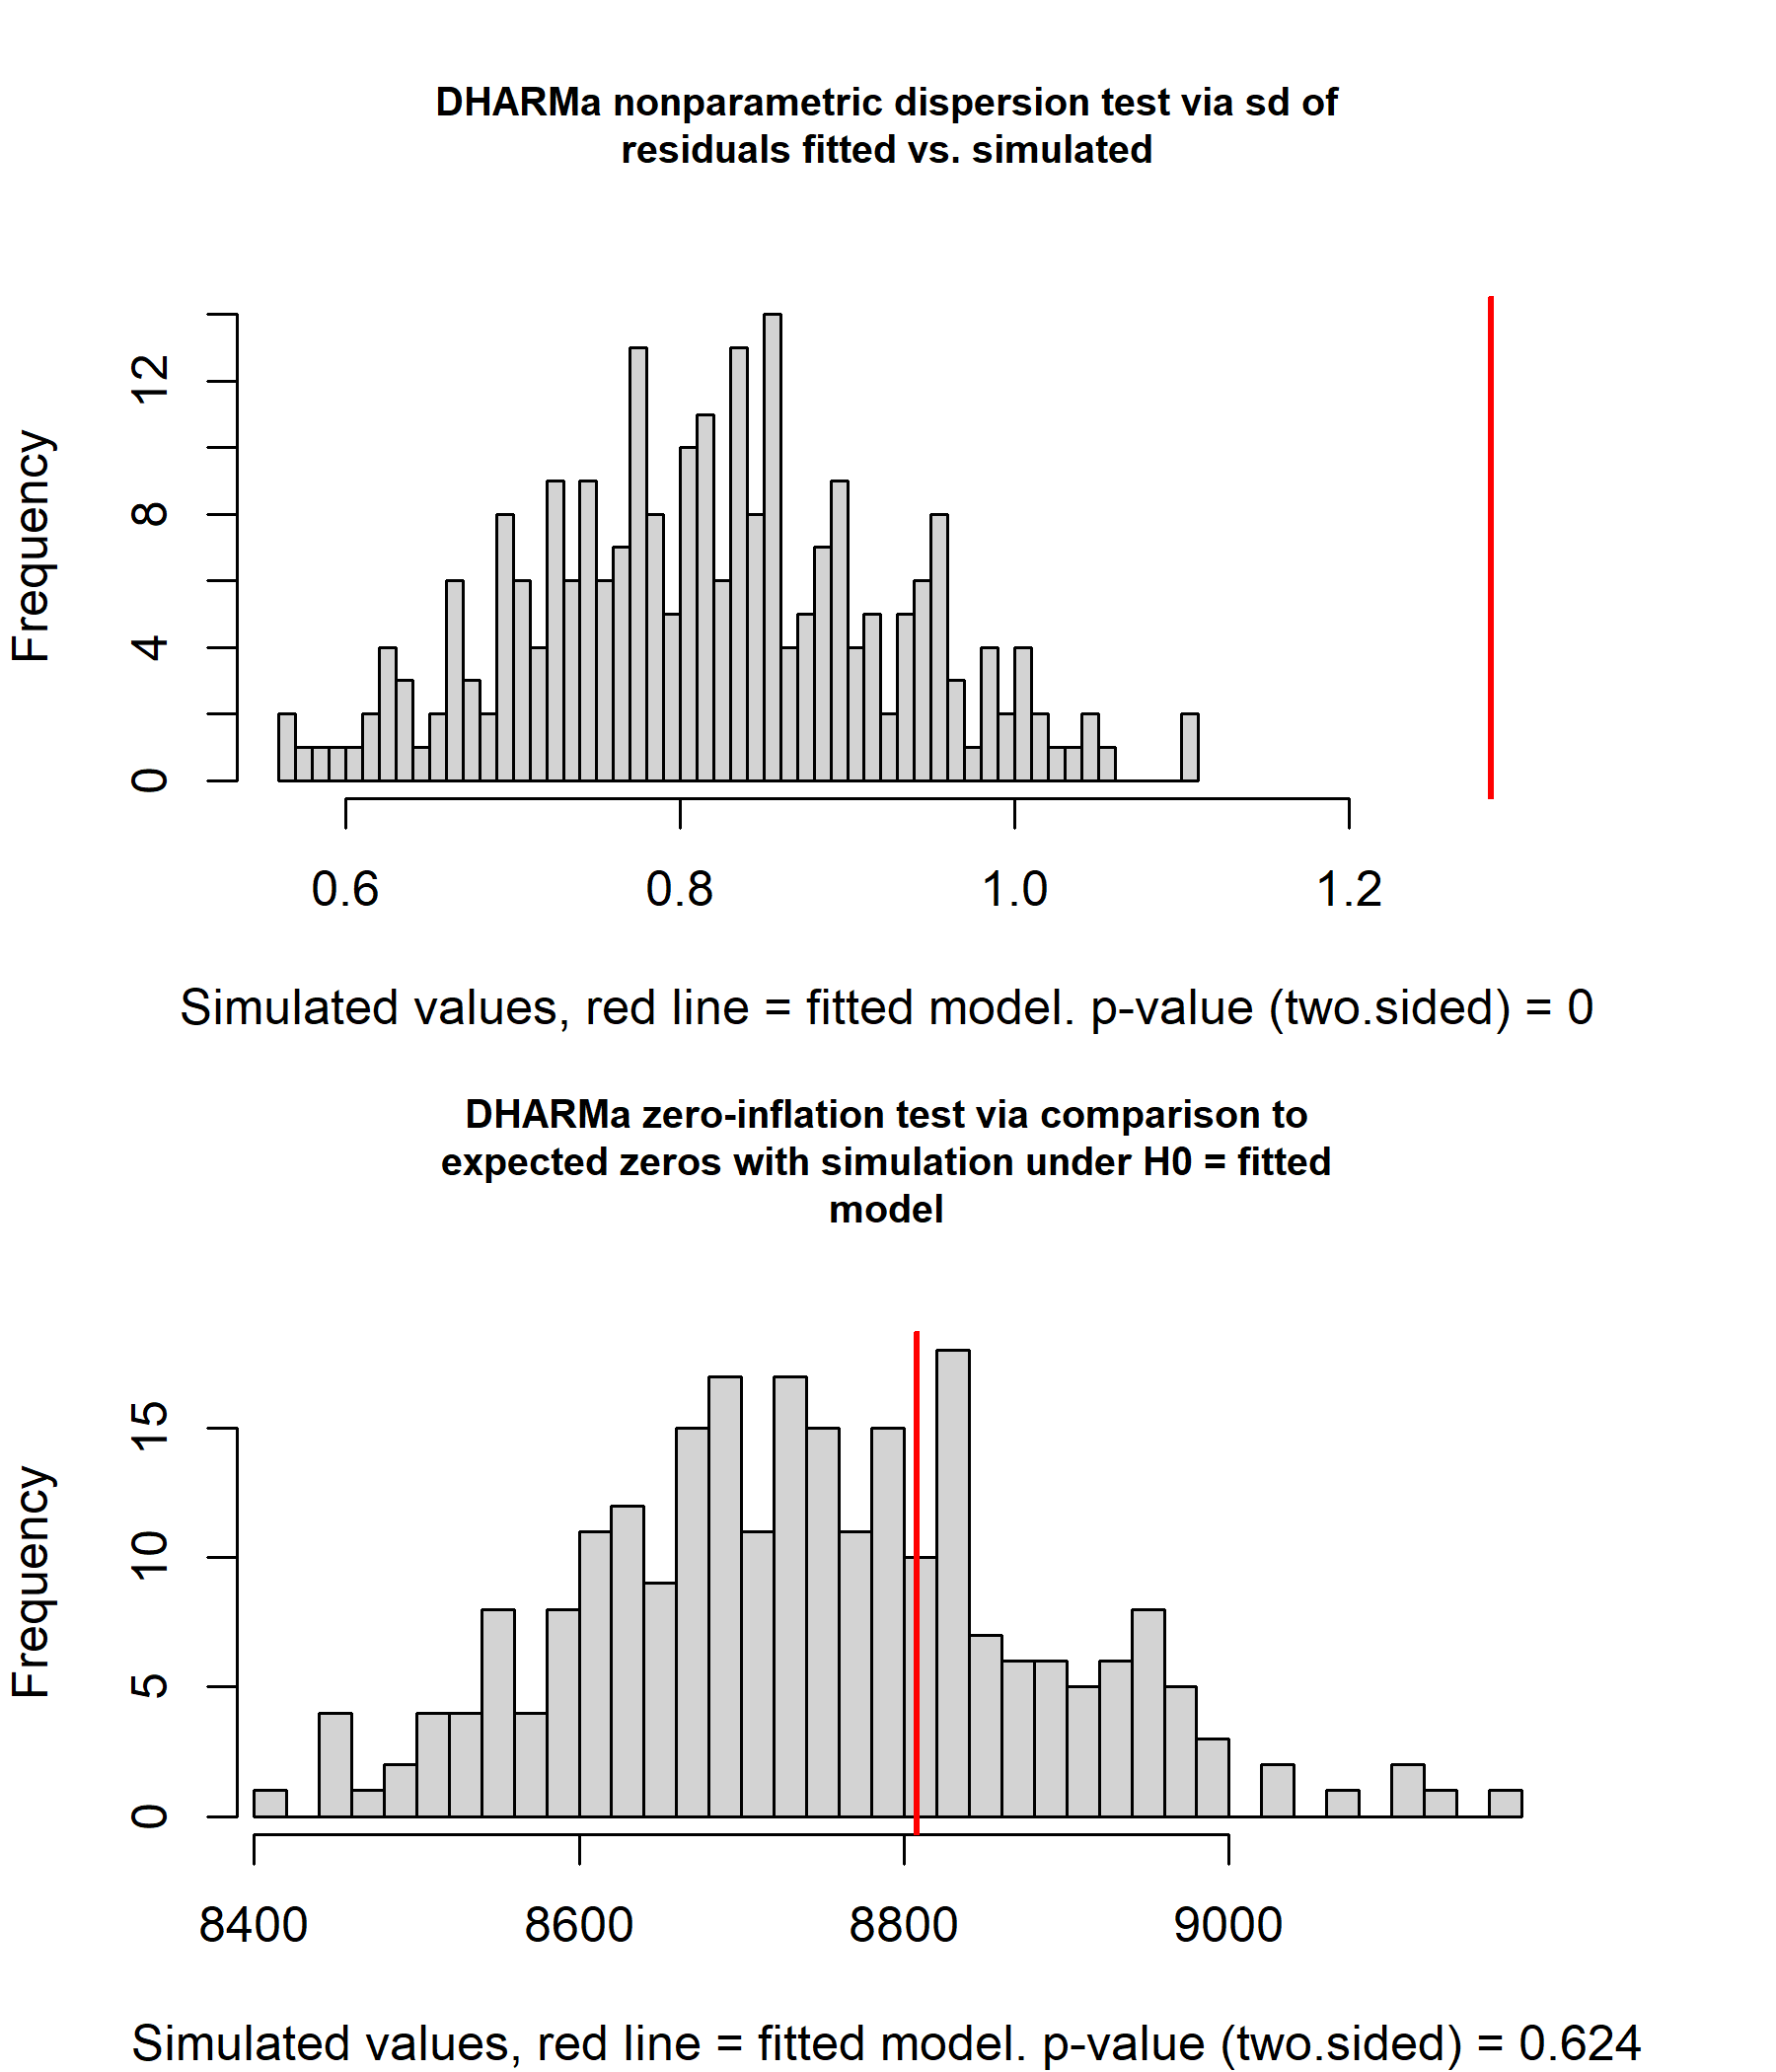 DHARMa nonparametric dispersion test via sd of
residuals fitted vs. simulated
Frequency
0 4 8 12
0.6 0.8 1.0 1.2
Simulated values, red line = fitted model. p-value (two.sided) = 0
DHARMa zero-inflation test via comparison to
expected zeros with simulation under H0 = fitted
model
Frequency
0 5 10 15
8400 8600 8800 9000
Simulated values, red line = fitted model. p-value (two.sided) = 0.624